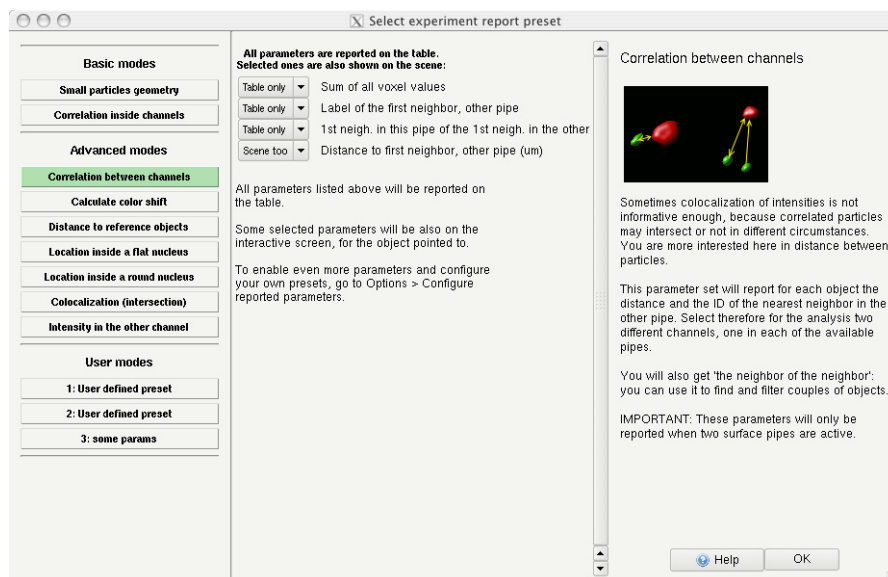 Select experiment report preset
Basic modes
Small particles geometry
Correlation inside channels
Advanced modes
Correlation between channels
Calculate color shift
Distance to reference objects
Location inside a flat nucleus
Location inside a round nucleus
Colocalization (intersection)
Intensity in the other channel
User modes
1: User defined preset
2: User defined preset
3: some params
All parameters are reported on the table.
Selected ones are also shown on the scene:
Table only Sum of all voxel values
Table only Label of the first neighbor, other pipe
Table only 1st neigh. in this pipe of the 1st neigh. in the other
Scene too Distance to first neighbor, other pipe (um)
All parameters listed above will be reported on
the table.
Some selected parameters will be also on the
interactive screen, for the object pointed to.
To enable even more parameters and configure
your own presets, go to Options > Configure
reported parameters.
Correlation between channels
Sometimes colocalization of intensities is not
informative enough, because correlated particles
may intersect or not in different circumstances.
You are more interested here in distance between
particles.
This parameter set will report for each object the
distance and the ID of the nearest neighbor in the
other pipe. Select therefore for the analysis two
different channels, one in each of the available
pipes.
You will also get 'the neighbor of the neighbor':
you can use it to find and filter couples of objects.
IMPORTANT: These parameters will only be
reported when two surface pipes are active.
Help
OK